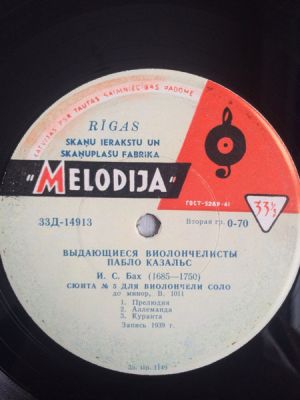 LATVIJAS PSR TAUTAS SAIMNIECĪBAS PADOME
RĪGAS
SKAŅU IERAKSTU UN
SKAŅUPLAŠU FABRIKA
"MELODIJA"
ГОСТ-5289-61
33Д-14913
Вторая гр. 0-70
33⅓
ВЫДАЮЩИЕСЯ ВИОЛОНЧЕЛИСТЫ
ПАБЛО КАЗАЛЬС
И. С. Бах (1685—1750)
СЮИТА № 5 ДЛЯ ВИОЛОНЧЕЛИ СОЛО
до минор, В. 1011
1. Прелюдия
2. Аллеманда
3. Куранта
Запись 1939 г.